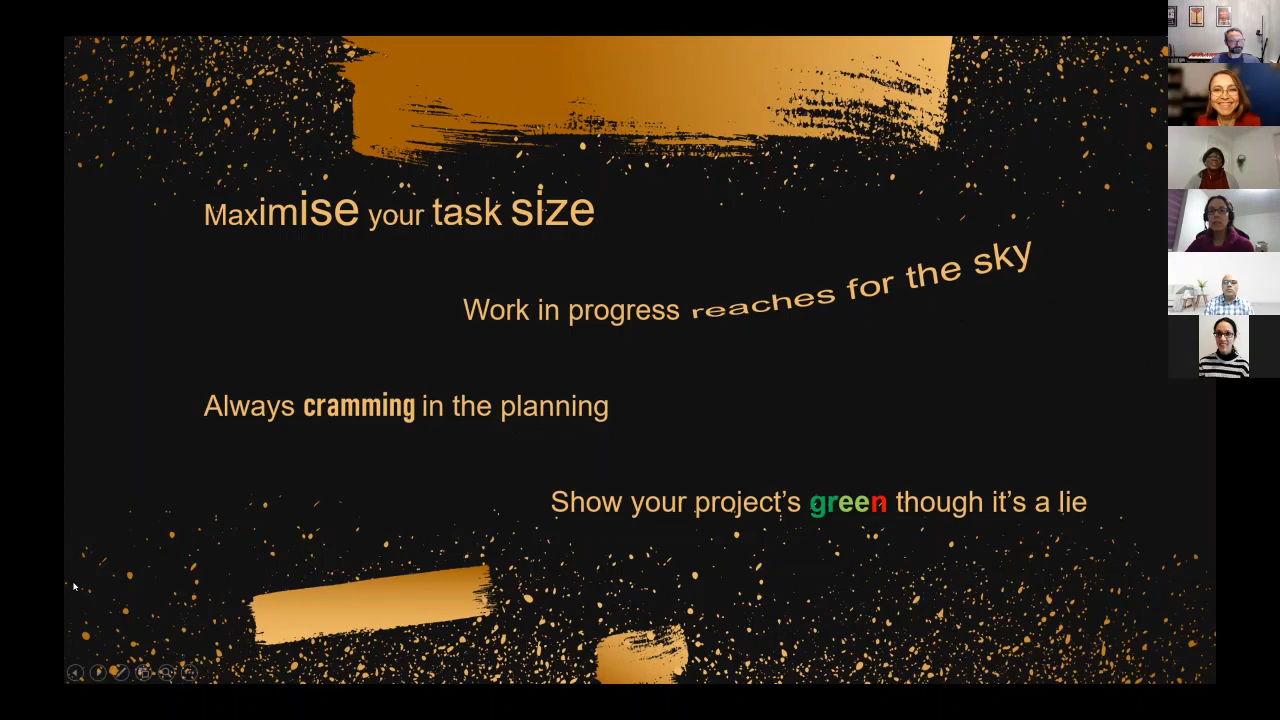 Maximise your task size
Work in progress reaches for the sky
Always cramming in the planning
Show your project’s green though it’s a lie